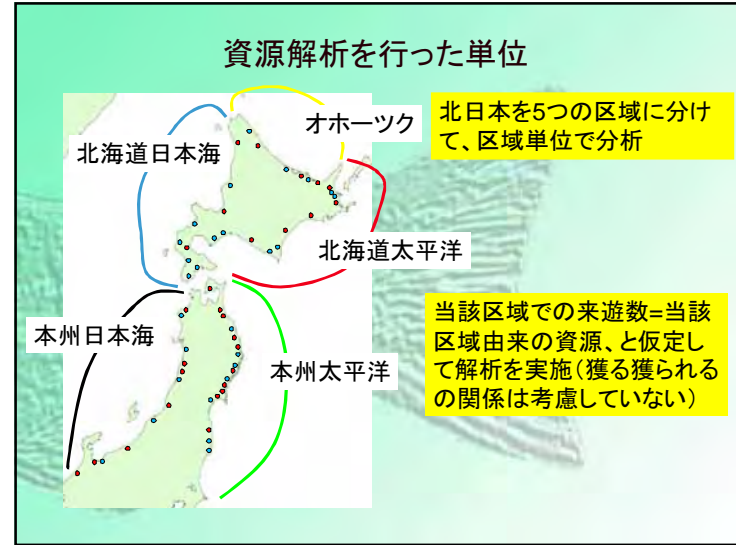 資源解析を行った単位
オホーツク
北海道日本海
北海道太平洋
本州日本海
本州太平洋
北日本を5つの区域に分け
て、区域単位で分析
当該区域での来遊数=当該
区域由来の資源、と仮定し
て解析を実施(獲る獲られる
の関係は考慮していない)